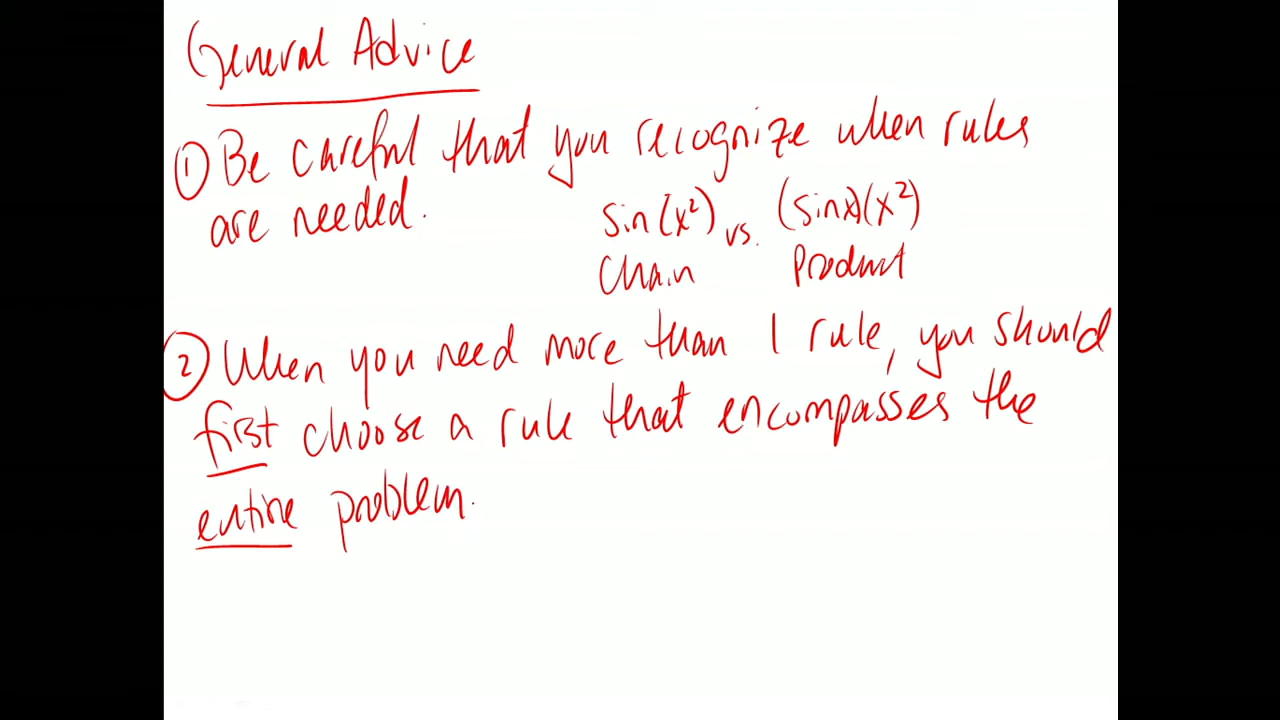 General Advice
① Be careful that you recognize when rules
are needed.
sin(x²) vs. (sinx)(x²)
Chain Product
② When you need more than 1 rule, you should
first choose a rule that encompasses the
entire problem.